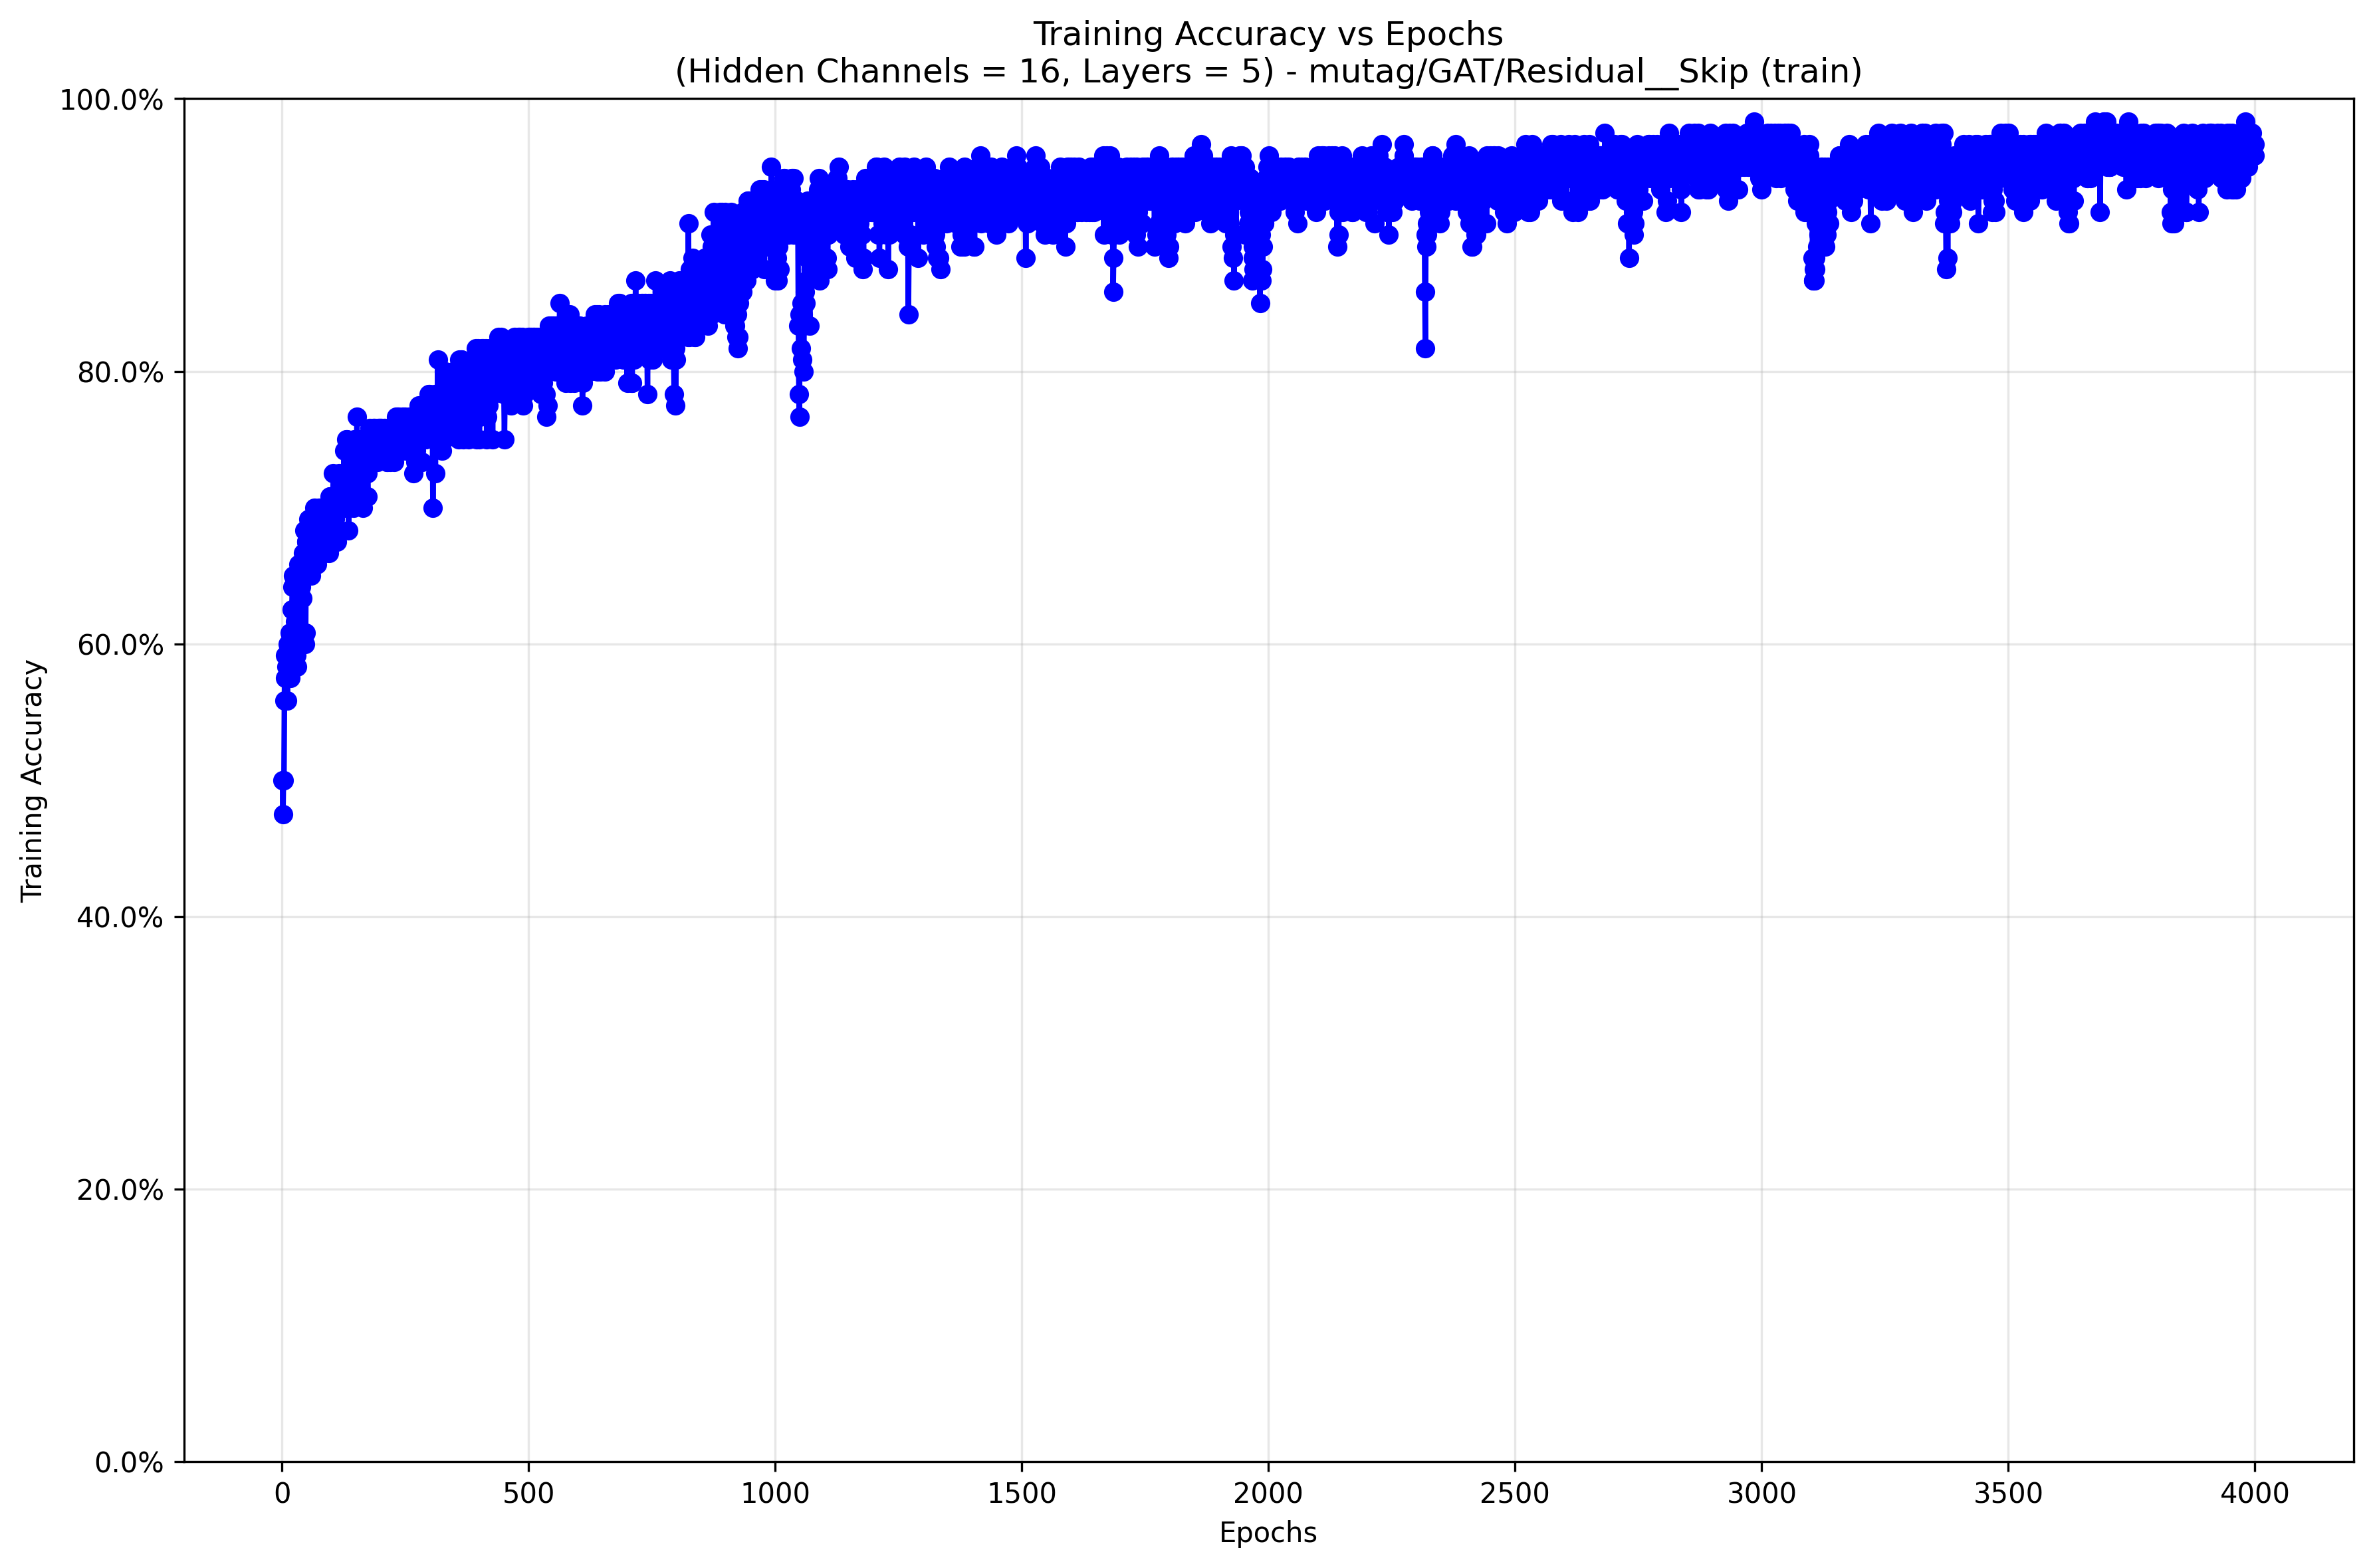 Training Accuracy vs Epochs
(Hidden Channels = 16, Layers = 5) - mutag/GAT/Residual__Skip (train)
100.0%
80.0%
60.0%
40.0%
20.0%
0.0%
Training Accuracy
0 500 1000 1500 2000 2500 3000 3500 4000
Epochs